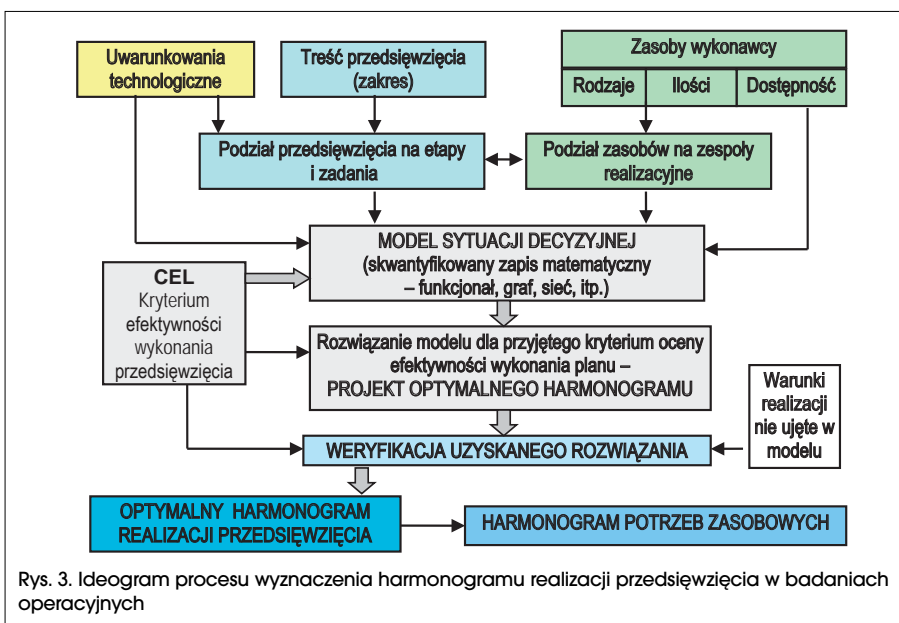 Uwarunkowania
technologiczne
Treść przedsięwzięcia
(zakres)
Zasoby wykonawcy
Rodzaje
Ilości
Dostępność
Podział przedsięwzięcia na etapy
i zadania
Podział zasobów na zespoły
realizacyjne
MODEL SYTUACJI DECYZYJNEJ
(skwantyfikowany zapis matematyczny
– funkcjonał, graf, sieć, itp.)
CEL
Kryterium
efektywności
wykonania
przedsięwzięcia
Rozwiązanie modelu dla przyjętego kryterium oceny
efektywności wykonania planu –
PROJEKT OPTYMALNEGO HARMONOGRAMU
Warunki
realizacji
nie ujęte w
modelu
WERYFIKACJA UZYSKANEGO ROZWIĄZANIA
OPTYMALNY HARMONOGRAM
REALIZACJI PRZEDSIĘWZIĘCIA
HARMONOGRAM POTRZEB ZASOBOWYCH
Rys. 3. Ideogram procesu wyznaczenia harmonogramu realizacji przedsięwzięcia w badaniach
operacyjnych